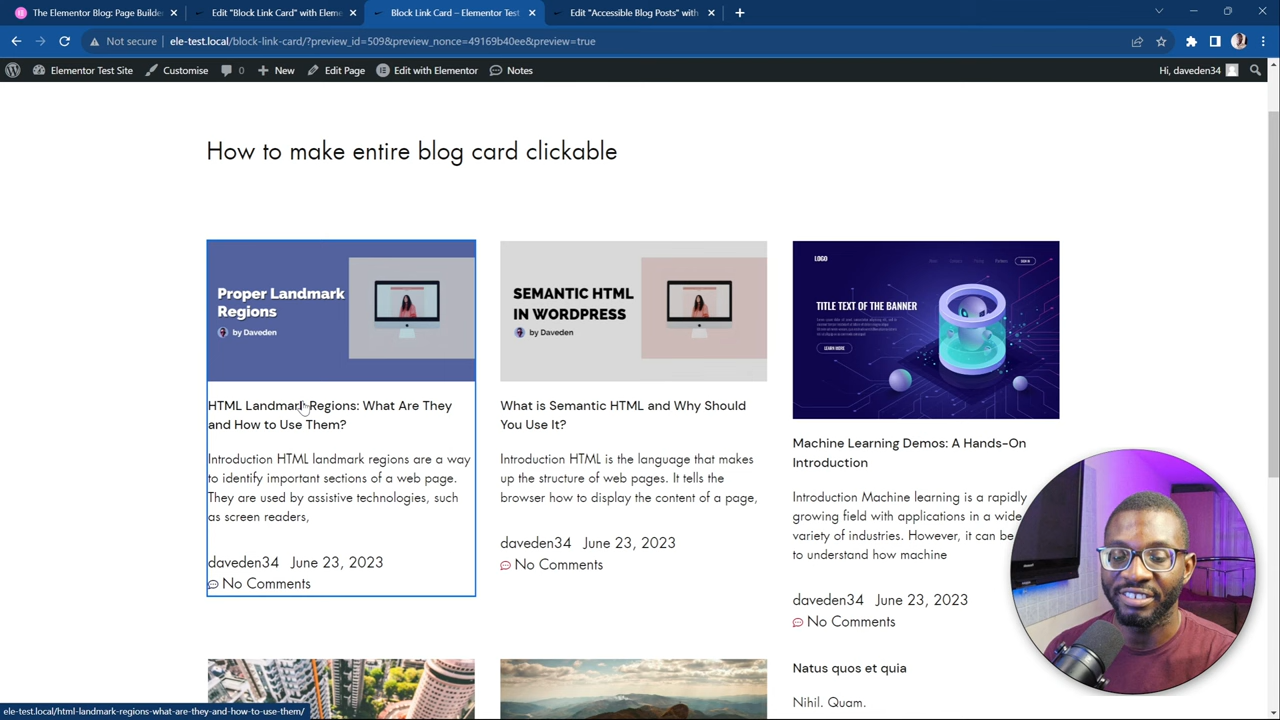 The Elementor Blog: Page Builde
Edit "Block Link Card" with Eleme
Block Link Card – Elementor Test
Edit "Accessible Blog Posts" with
Not secure
ele-test.local/block-link-card/?preview_id=509&preview_nonce=49169b40ee&preview=true
Elementor Test Site
Customise
0
New
Edit Page
Edit with Elementor
Notes
Hi, daveden34
How to make entire blog card clickable
Proper Landmark
Regions
by Daveden
HTML Landmark Regions: What Are They
and How to Use Them?
Introduction HTML landmark regions are a way
to identify important sections of a web page.
They are used by assistive technologies, such
as screen readers,
daveden34 June 23, 2023
No Comments
SEMANTIC HTML
IN WORDPRESS
by Daveden
What is Semantic HTML and Why Should
You Use It?
Introduction HTML is the language that makes
up the structure of web pages. It tells the
browser how to display the content of a page,
daveden34 June 23, 2023
No Comments
LOGO
SIGN IN
TITLE TEXT OF THE BANNER
LEARN MORE
Machine Learning Demos: A Hands-On
Introduction
Introduction Machine learning is a rapidly
growing field with applications in a wide
variety of industries. However, it can be
to understand how machine
daveden34 June 23, 2023
No Comments
Natus quos et quia
Nihil. Quam.
ele-test.local/html-landmark-regions-what-are-they-and-how-to-use-them/